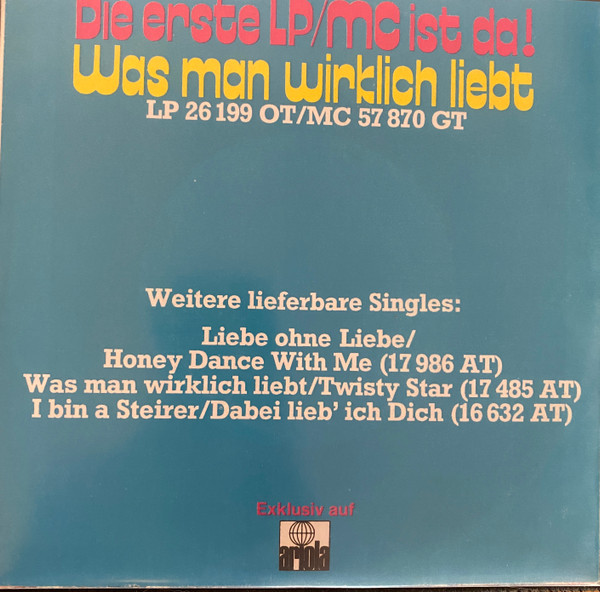 Die erste LP/MC ist da!
Was man wirklich liebt
LP 26 199 OT/MC 57 870 GT
Weitere lieferbare Singles:
Liebe ohne Liebe/
Honey Dance With Me (17 986 AT)
Was man wirklich liebt/Twisty Star (17 485 AT)
I bin a Steirer/Dabei lieb' ich Dich (16 632 AT)
Exklusiv auf
ariola